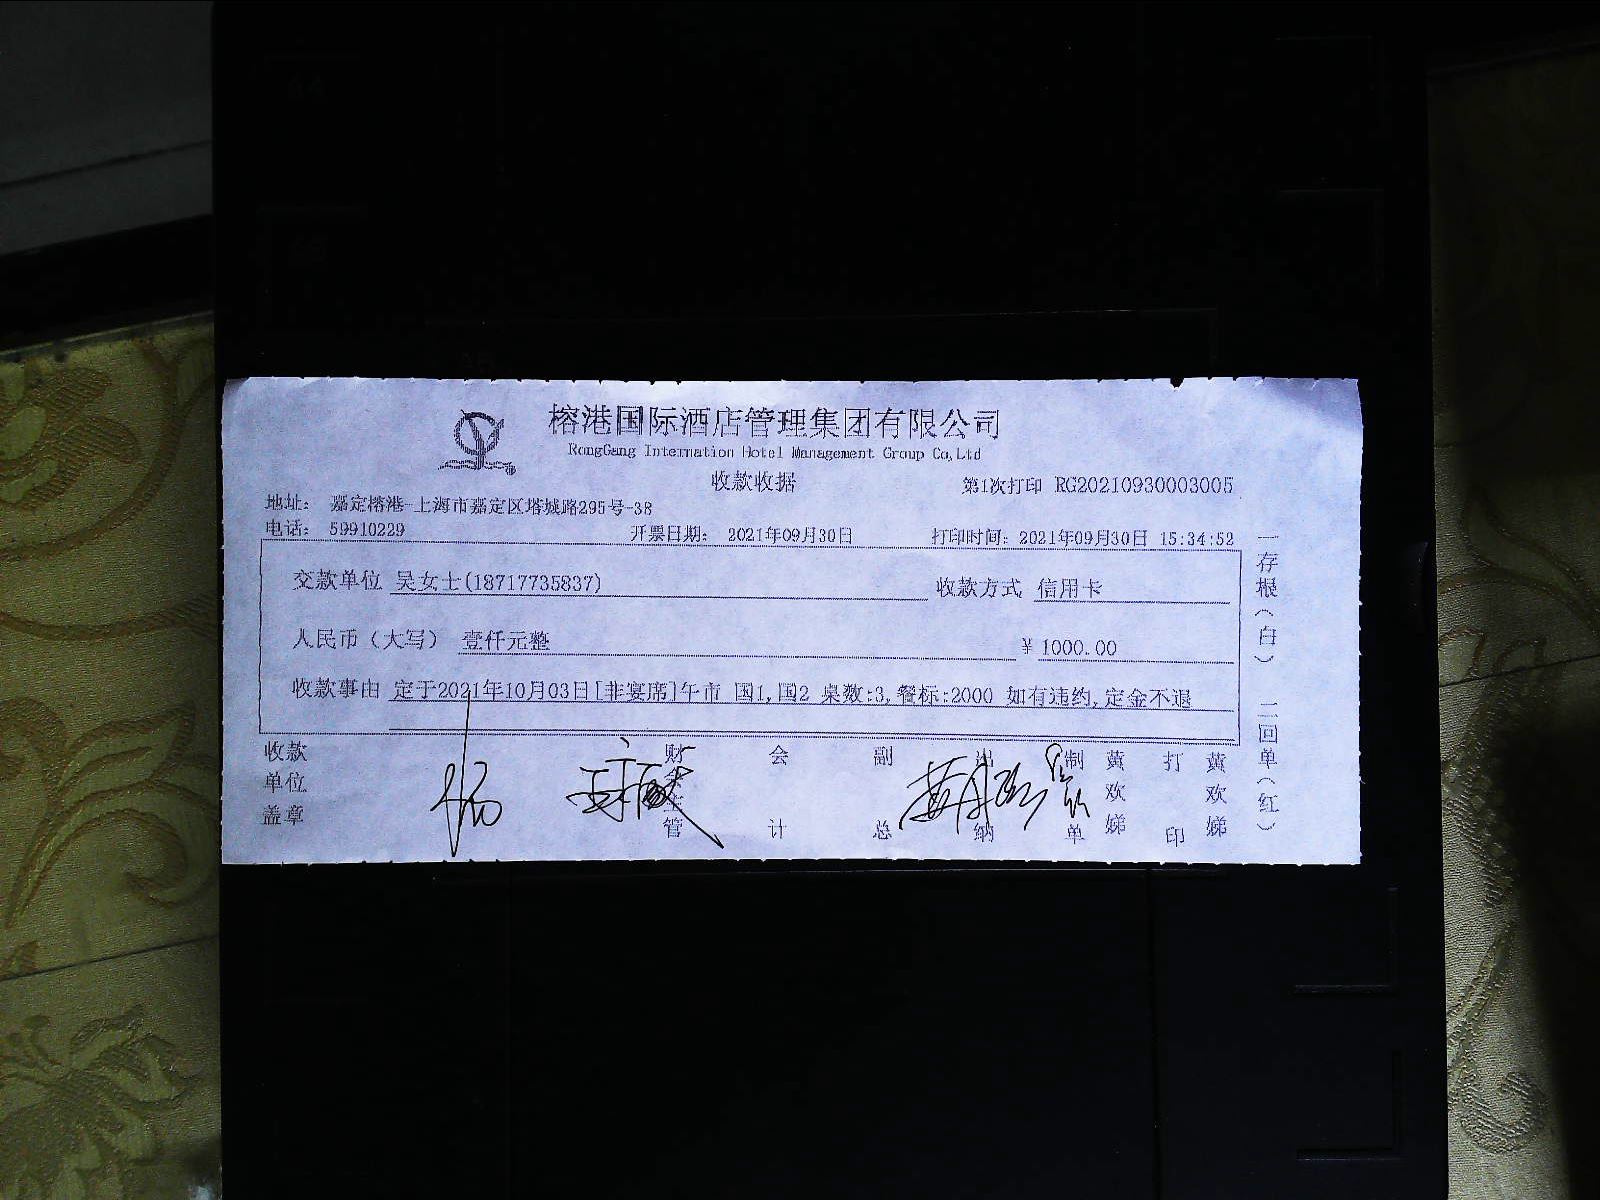 榕港国际酒店管理集团有限公司
RongGang Internation Hotel Management Group Co,Ltd
收款收据
第1次打印 RG20210930003005
地址： 嘉定榕港-上海市嘉定区塔城路295号-38
电话： 59910229 开票日期： 2021年09月30日 打印时间：2021年09月30日 15:34:52
交款单位 吴女士(18717735837) 收款方式 信用卡
人民币（大写） 壹仟元整 ￥1000.00
收款事由 定于2021年10月03日[非宴席]午市 国1,国2 桌数:3,餐标:2000 如有违约,定金不退
收款单位盖章 财务主管 会计 副总 出纳 制单 黄欢娣 打印 黄欢娣
一存根（白） 二回单（红）